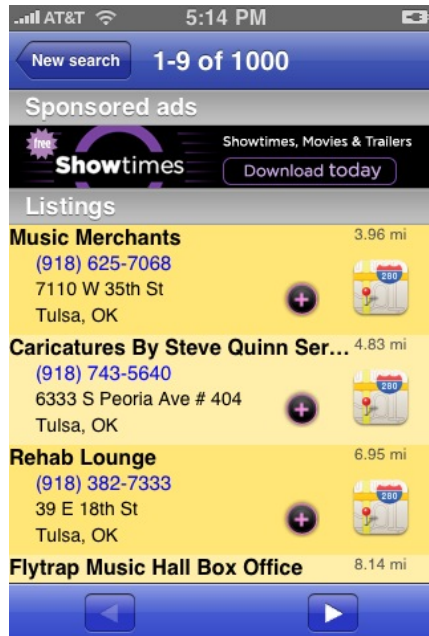 AT&T 5:14 PM
New search 1-9 of 1000
Sponsored ads
free
Showtimes
Showtimes, Movies & Trailers
Download today
Listings
Music Merchants 3.96 mi
(918) 625-7068
7110 W 35th St
Tulsa, OK
280
Caricatures By Steve Quinn Ser... 4.83 mi
(918) 743-5640
6333 S Peoria Ave # 404
Tulsa, OK
280
Rehab Lounge 6.95 mi
(918) 382-7333
39 E 18th St
Tulsa, OK
280
Flytrap Music Hall Box Office 8.14 mi